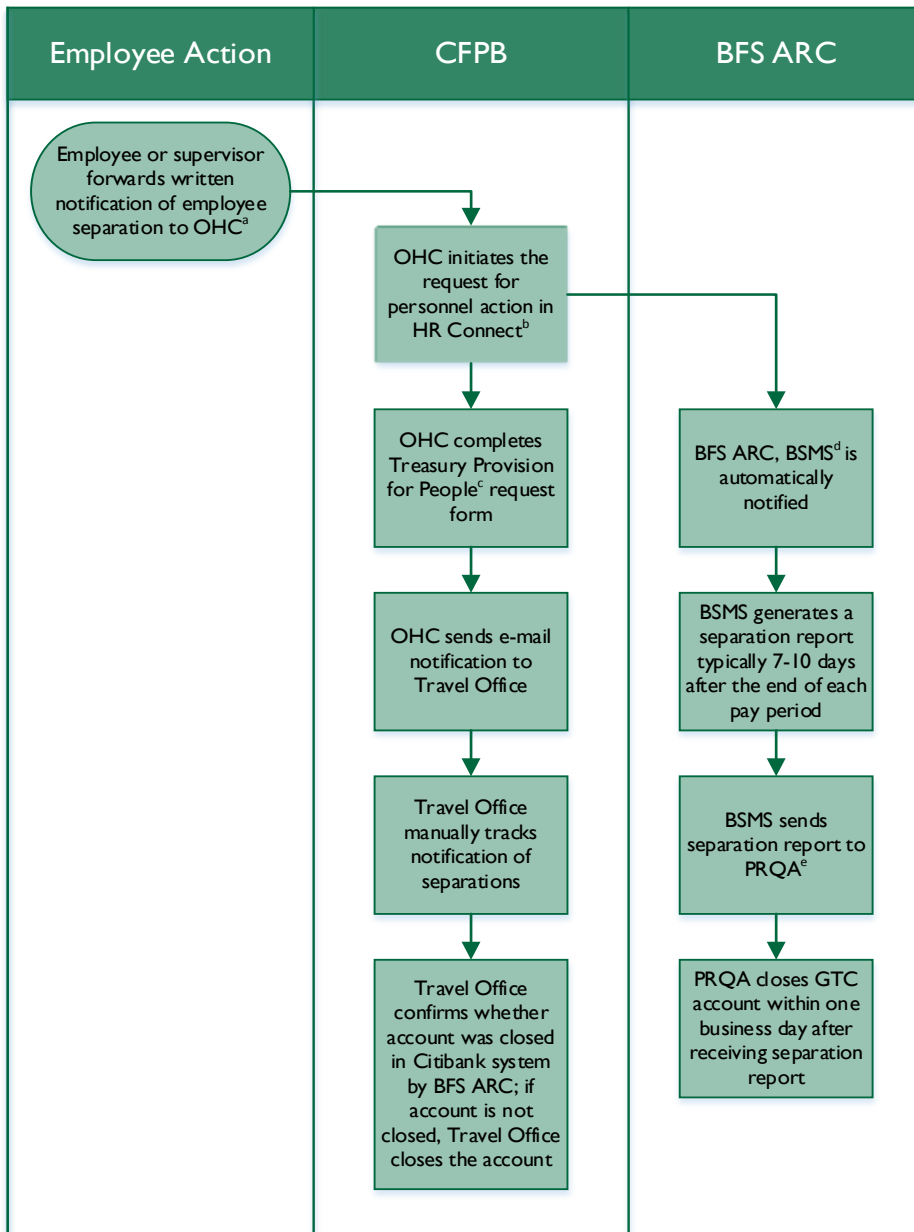 Employee Action
CFPB
BFS ARC
Employee or supervisor
forwards written
notification of employee
separation to OHCa
OHC initiates the
request for
personnel action in
HR Connectb
OHC completes
Treasury Provision
for Peoplec request
form
OHC sends e-mail
notification to
Travel Office
Travel Office
manually tracks
notification of
separations
Travel Office
confirms whether
account was closed
in Citibank system
by BFS ARC; if
account is not
closed, Travel Office
closes the account
BFS ARC, BSMSd is
automatically
notified
BSMS generates a
separation report
typically 7-10 days
after the end of each
pay period
BSMS sends
separation report to
PRQAe
PRQA closes GTC
account within one
business day after
receiving separation
report